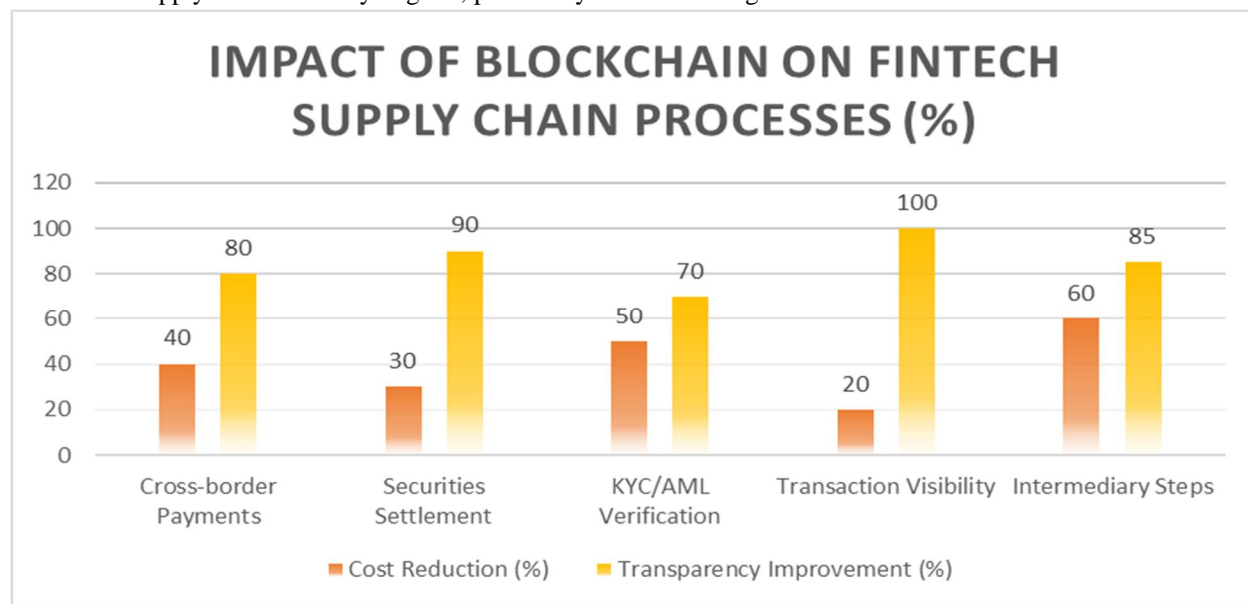 IMPACT OF BLOCKCHAIN ON FINTECH
SUPPLY CHAIN PROCESSES (%)
120
100
80
60
40
20
0
40
80
30
90
50
70
20
100
60
85
Cross-border
Payments
Securities
Settlement
KYC/AML
Verification
Transaction Visibility
Intermediary Steps
Cost Reduction (%)
Transparency Improvement (%)